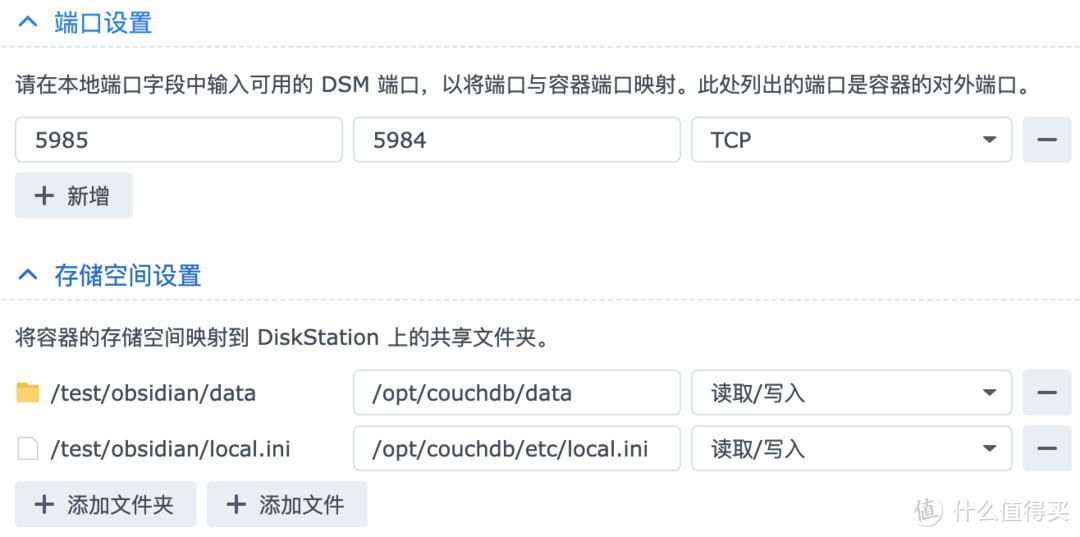 端口设置
请在本地端口字段中输入可用的 DSM 端口，以将端口与容器端口映射。此处列出的端口是容器的对外端口。
5985 5984 TCP
新增
存储空间设置
将容器的存储空间映射到 DiskStation 上的共享文件夹。
/test/obsidian/data /opt/couchdb/data 读取/写入
/test/obsidian/local.ini /opt/couchdb/etc/local.ini 读取/写入
添加文件夹 添加文件
值 什么值得买